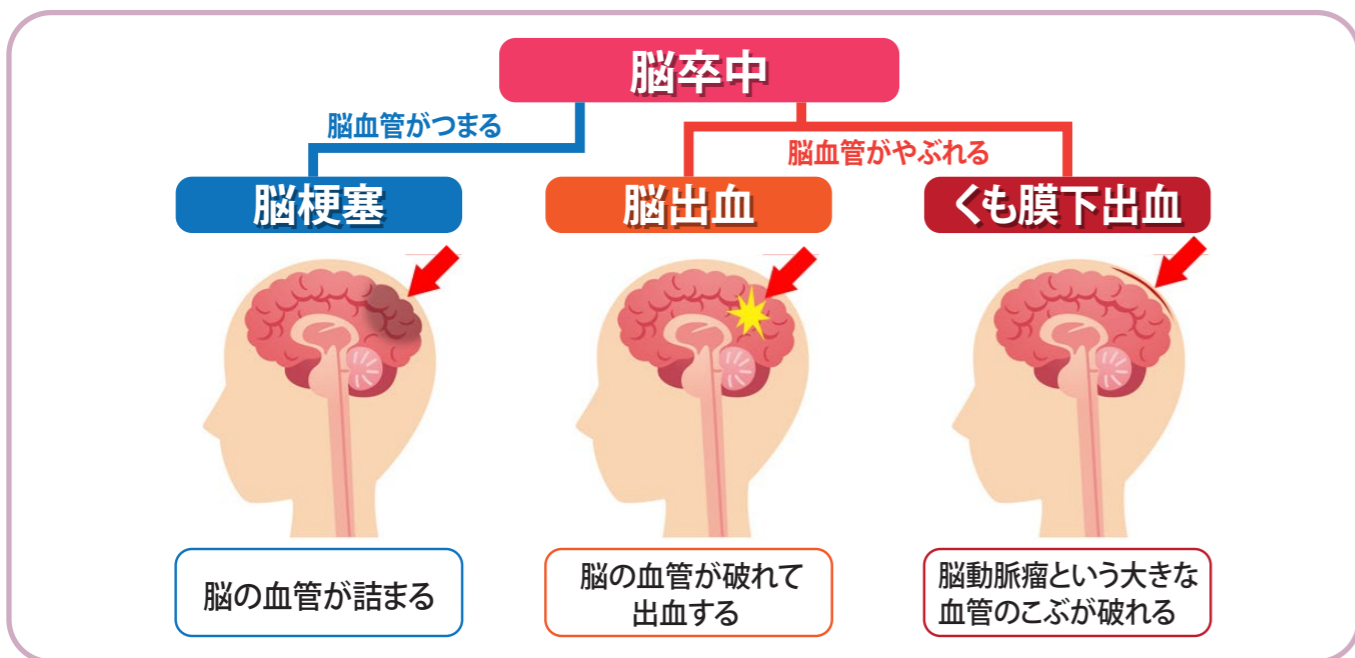 脳卒中
脳血管がつまる
脳血管がやぶれる
脳梗塞
脳出血
くも膜下出血
脳の血管が詰まる
脳の血管が破れて
出血する
脳動脈瘤という大きな
血管のこぶが破れる